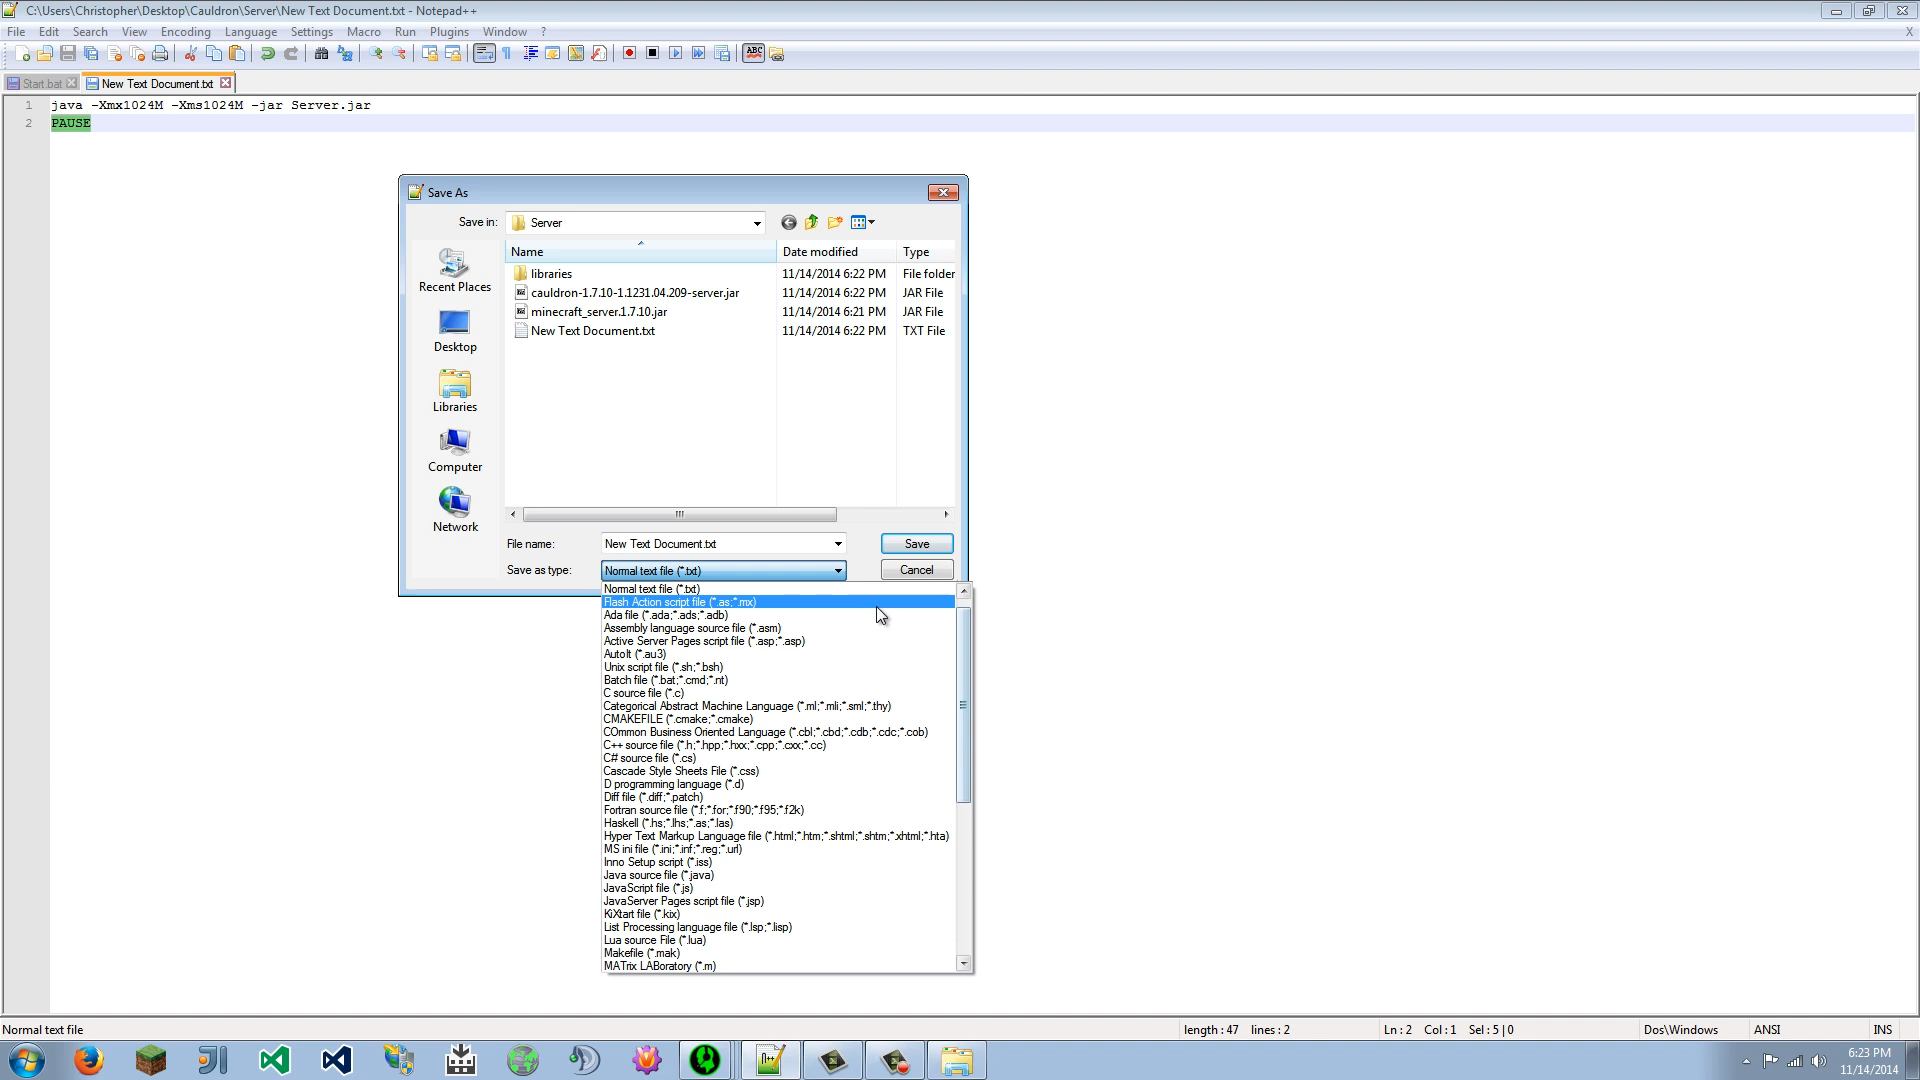 C:\Users\Christopher\Desktop\Cauldron\Server\New Text Document.txt - Notepad++
File Edit Search View Encoding Language Settings Macro Run Plugins Window ? X
ABC
Start.bat New Text Document.txt
1 java -Xmx1024M -Xms1024M -jar Server.jar
2 PAUSE
Save As
Save in: Server
Name Date modified Type
libraries 11/14/2014 6:22 PM File folder
cauldron-1.7.10-1.1231.04.209-server.jar 11/14/2014 6:22 PM JAR File
minecraft_server.1.7.10.jar 11/14/2014 6:21 PM JAR File
New Text Document.txt 11/14/2014 6:22 PM TXT File
Recent Places
Desktop
Libraries
Computer
Network
File name: New Text Document.txt Save
Save as type: Normal text file (*.txt) Cancel
Normal text file (*.txt)
Flash Action script file (*.as;*.mx)
Ada file (*.ada;*.ads;*.adb)
Assembly language source file (*.asm)
Active Server Pages script file (*.asp;*.asp)
AutoIt (*.au3)
Unix script file (*.sh;*.bsh)
Batch file (*.bat;*.cmd;*.nt)
C source file (*.c)
Categorical Abstract Machine Language (*.ml;*.mli;*.sml;*.thy)
CMAKEFILE (*.cmake;*.cmake)
COmmon Business Oriented Language (*.cbl;*.cbd;*.cdb;*.cdc;*.cob)
C++ source file (*.h;*.hpp;*.hxx;*.cpp;*.cxx;*.cc)
C# source file (*.cs)
Cascade Style Sheets File (*.css)
D programming language (*.d)
Diff file (*.diff;*.patch)
Fortran source file (*.f;*.for;*.f90;*.f95;*.f2k)
Haskell (*.hs;*.lhs;*.as;*.las)
Hyper Text Markup Language file (*.html;*.htm;*.shtml;*.shtm;*.xhtml;*.hta)
MS ini file (*.ini;*.inf;*.reg;*.url)
Inno Setup script (*.iss)
Java source file (*.java)
JavaScript file (*.js)
JavaServer Pages script file (*.jsp)
KiXtart file (*.kix)
List Processing language file (*.lsp;*.lisp)
Lua source File (*.lua)
Makefile (*.mak)
MATrix LABoratory (*.m)
Normal text file length : 47 lines : 2 Ln : 2 Col : 1 Sel : 5 | 0 Dos\Windows ANSI INS
6:23 PM
11/14/2014